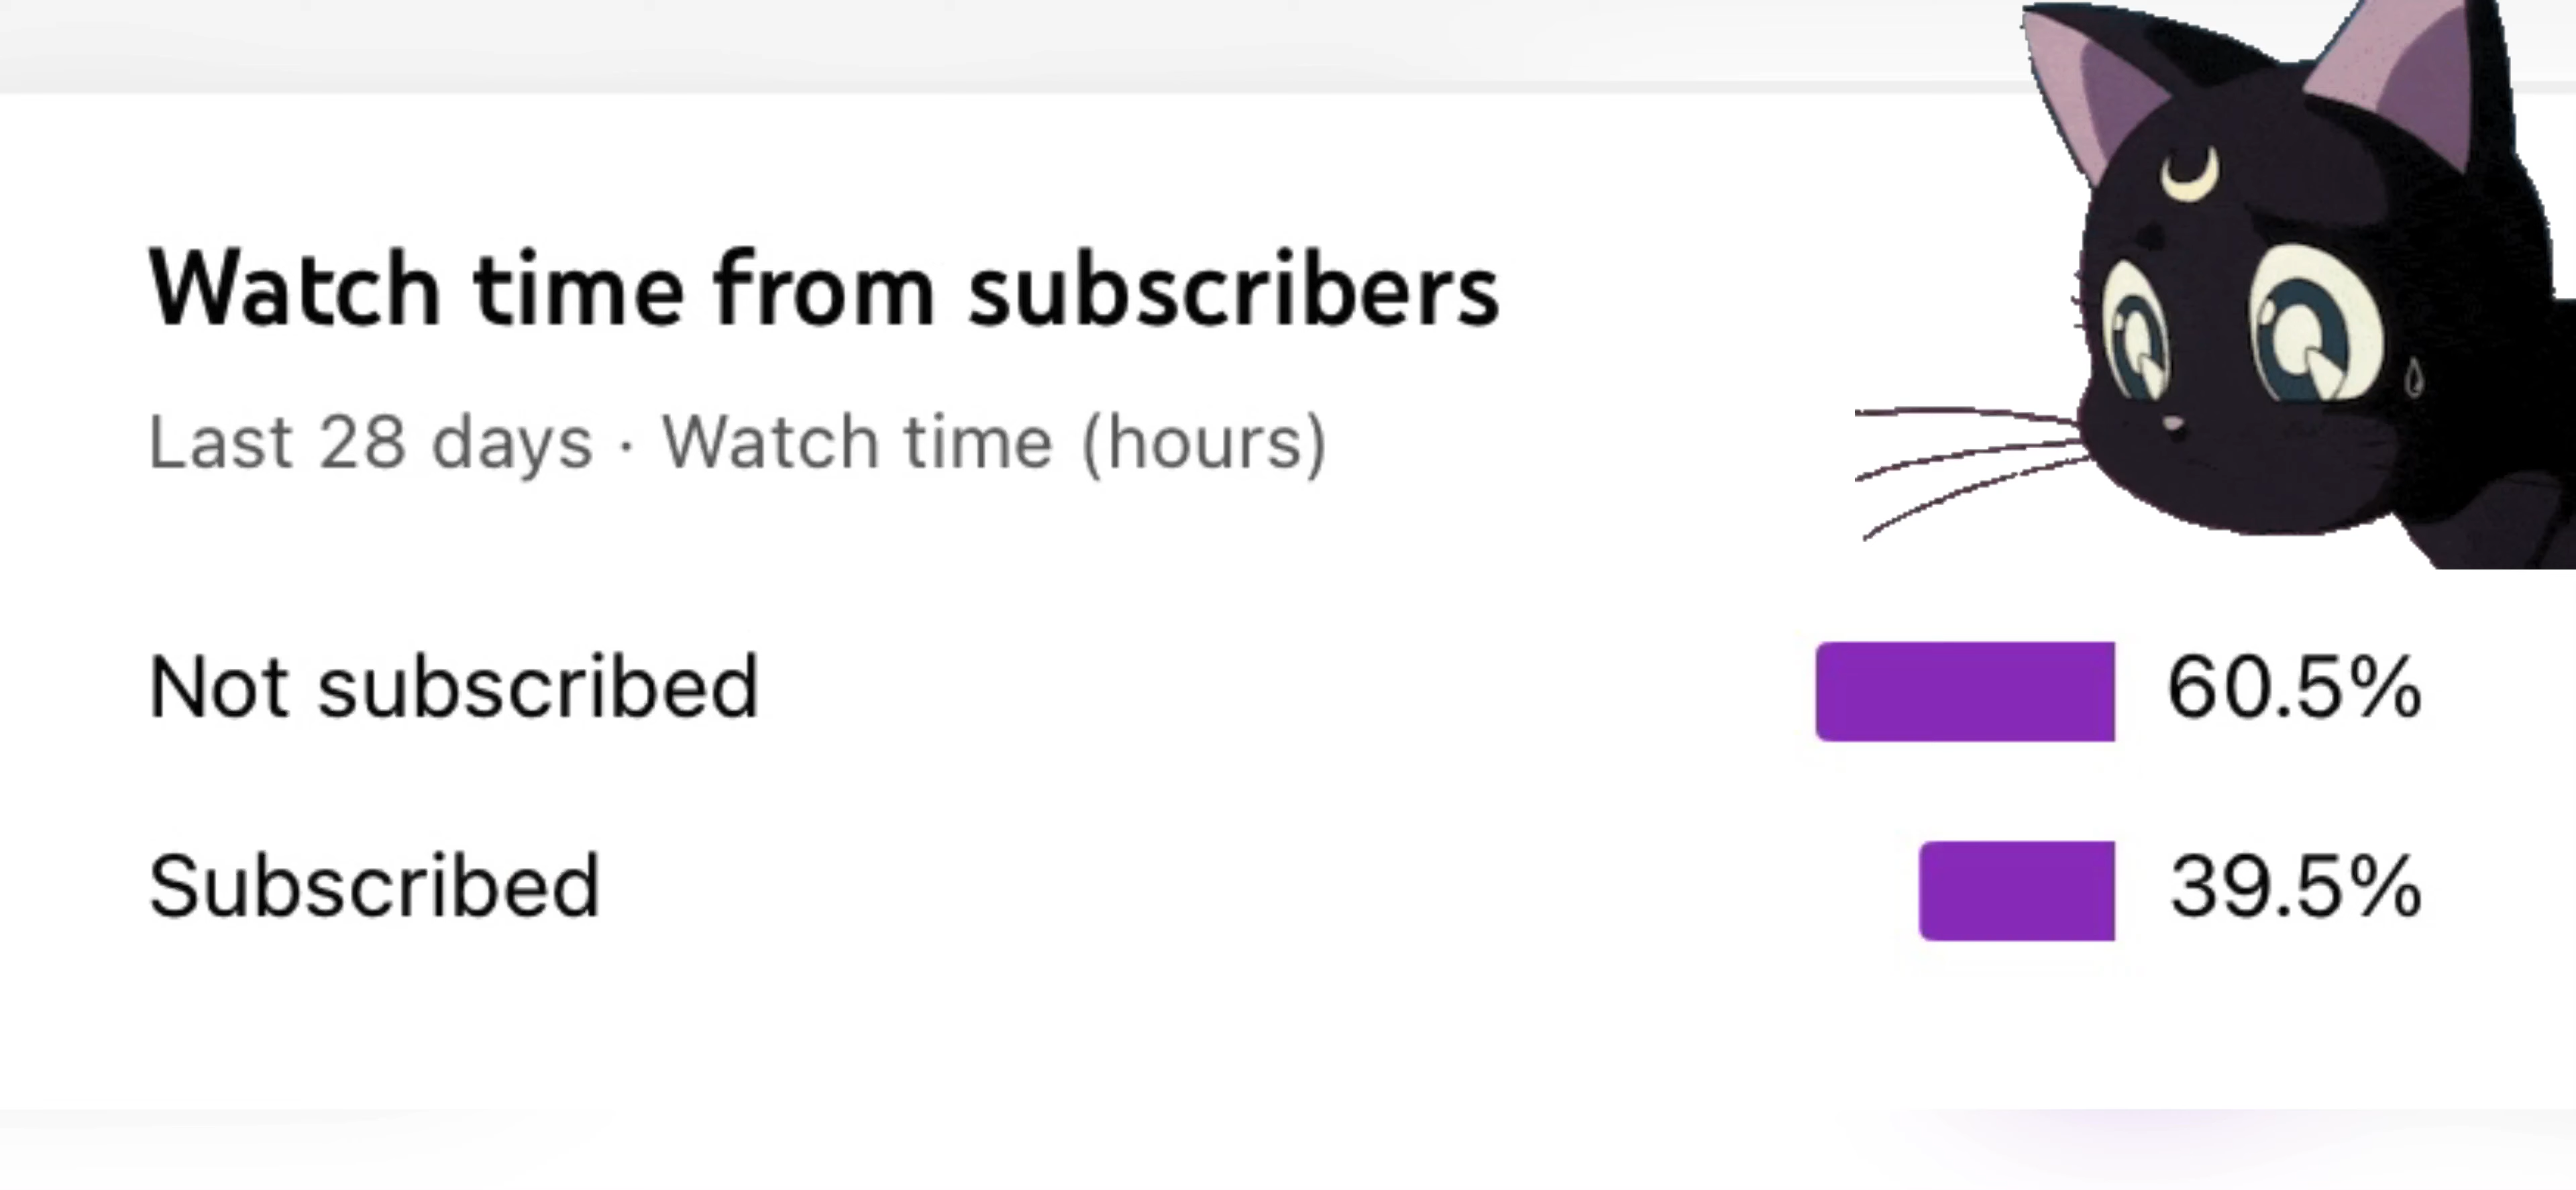 Watch time from subscribers
Last 28 days · Watch time (hours)
Not subscribed 60.5%
Subscribed 39.5%